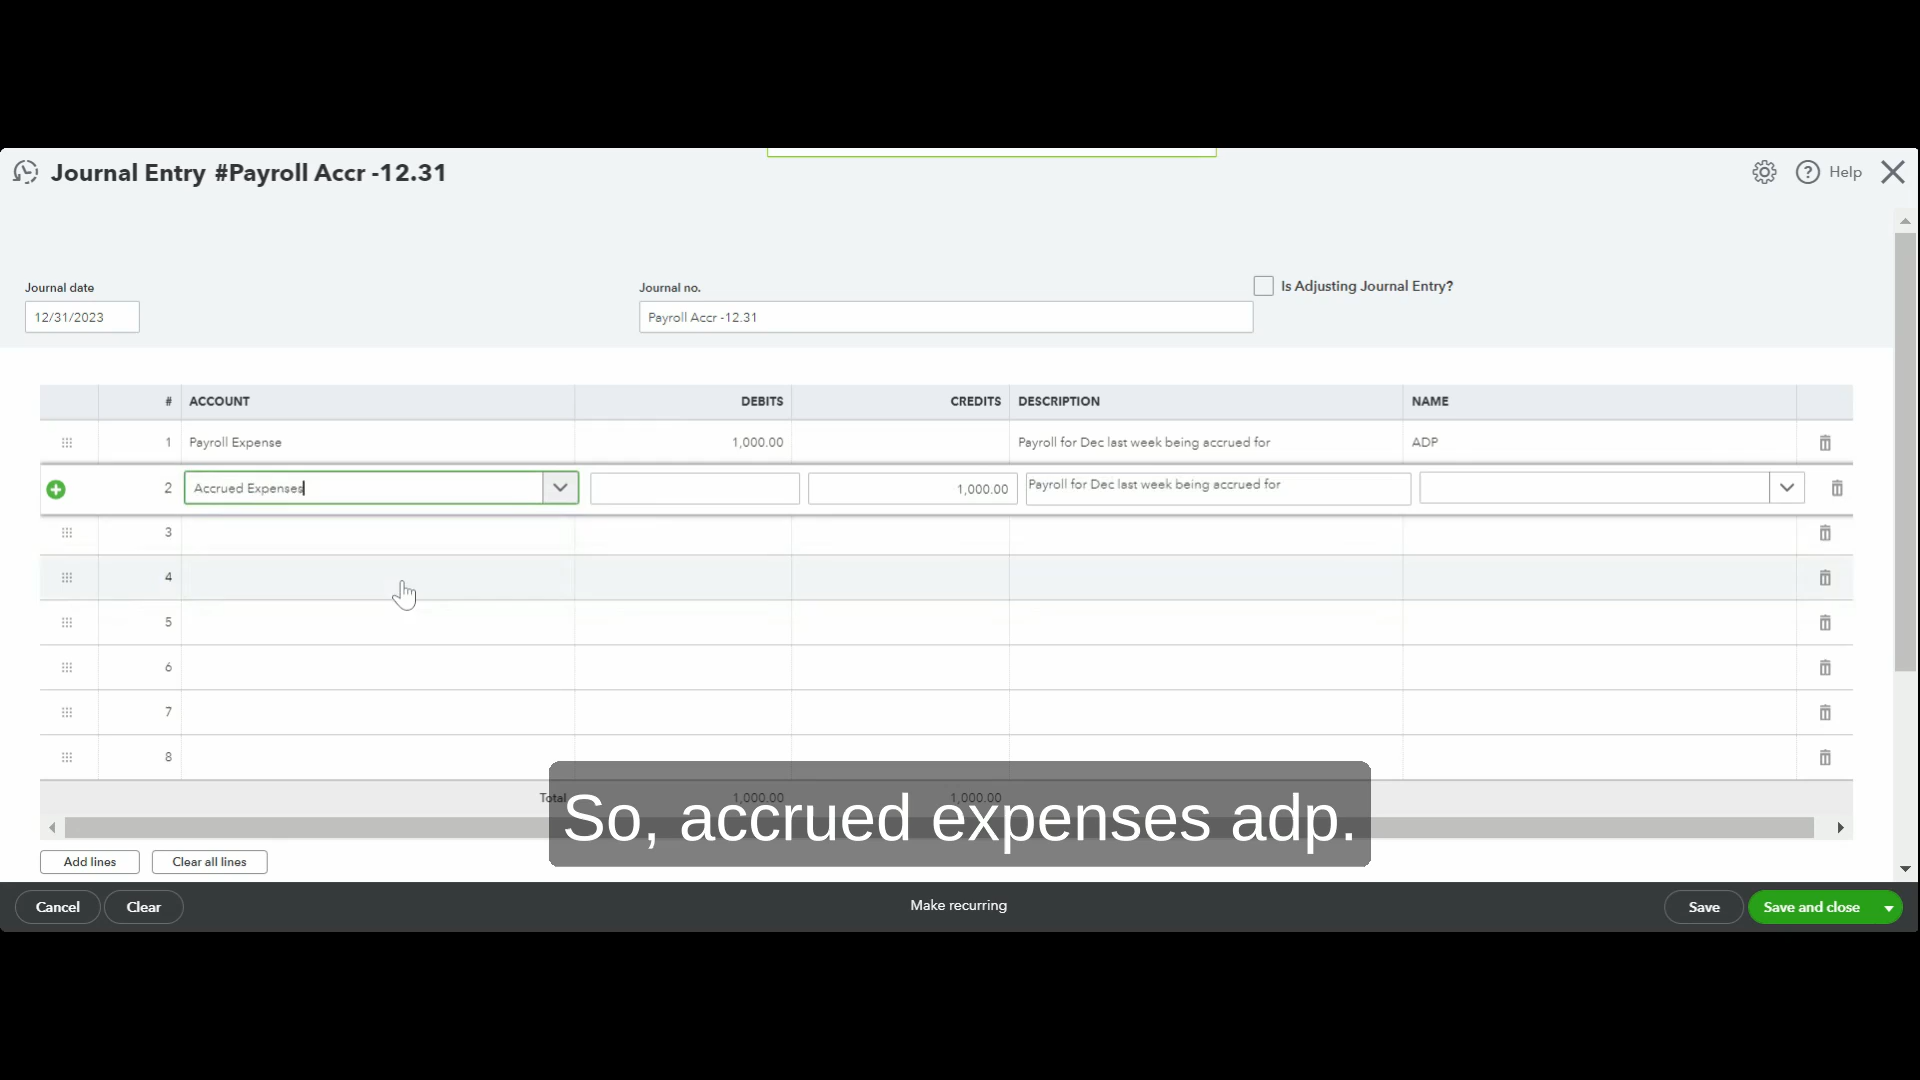 Journal Entry #Payroll Accr -12.31
Help
Journal date
Journal no.
Is Adjusting Journal Entry?
12/31/2023
Payroll Accr -12.31
# ACCOUNT DEBITS CREDITS DESCRIPTION NAME
1 Payroll Expense 1,000.00 Payroll for Dec last week being accrued for ADP
2 Accrued Expenses 1,000.00 Payroll for Dec last week being accrued for
3
4
5
6
7
8
Total 1,000.00 1,000.00
So, accrued expenses adp.
Add lines Clear all lines
Cancel Clear Make recurring Save Save and close